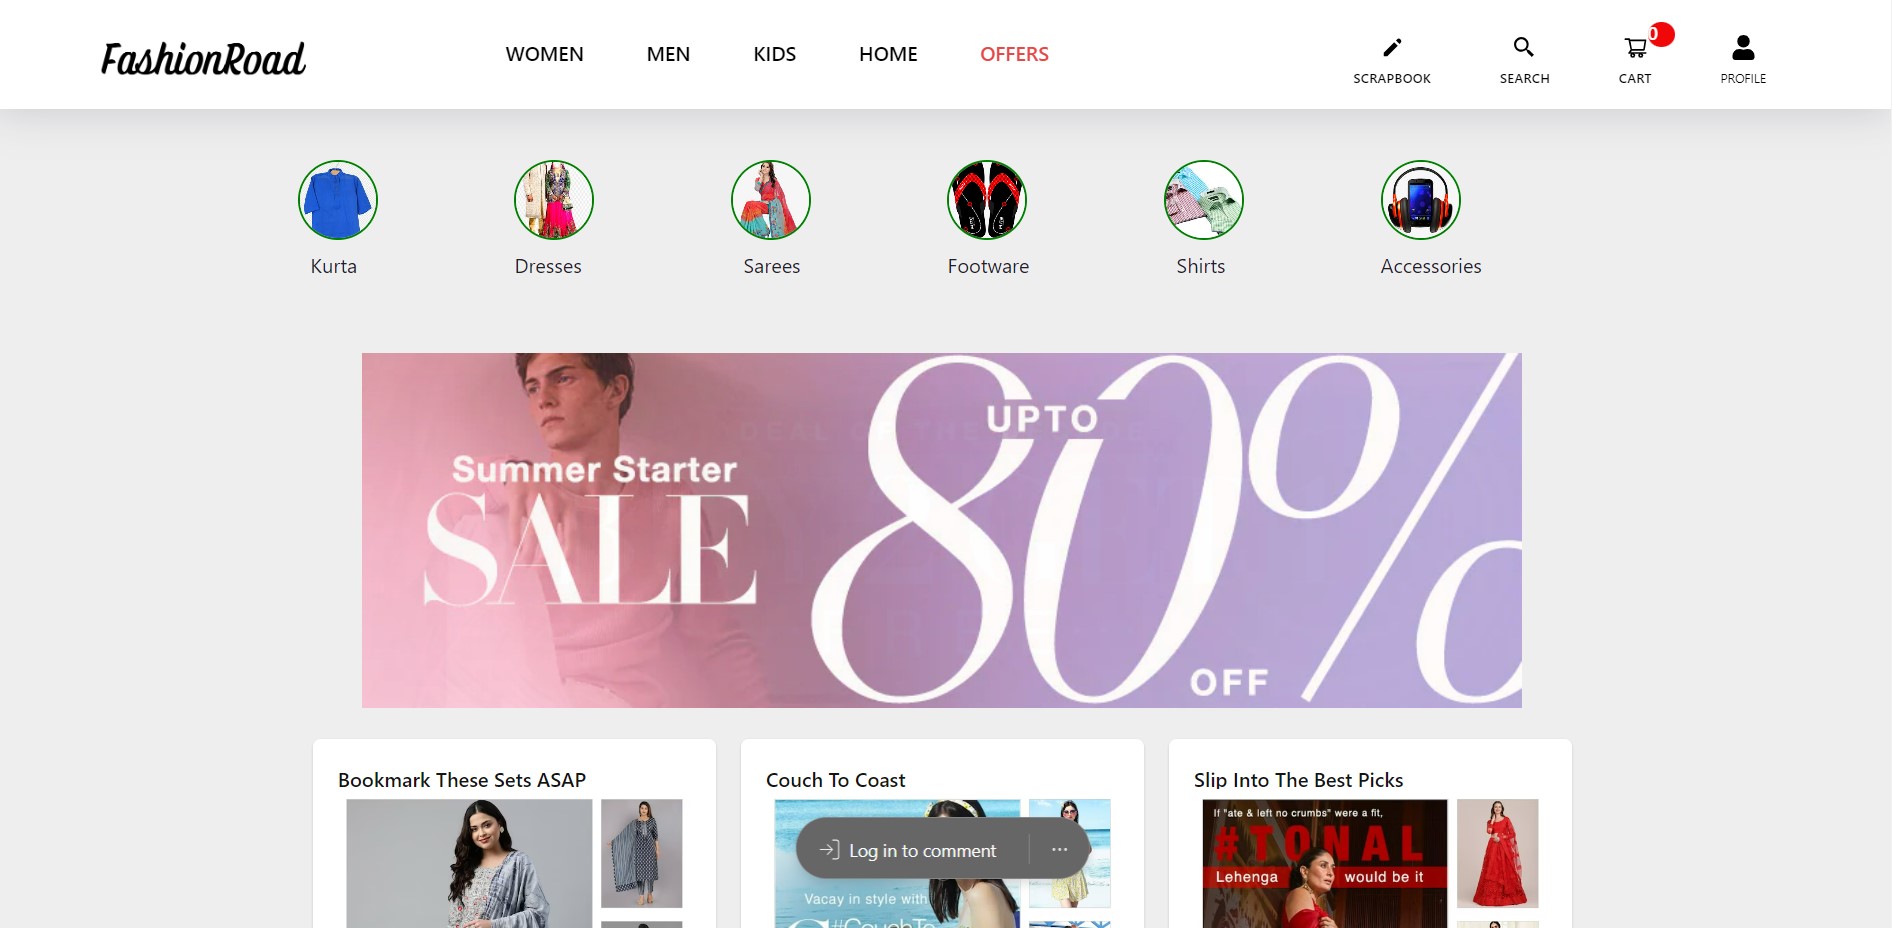 FashionRoad
WOMEN
MEN
KIDS
HOME
OFFERS
SCRAPBOOK
SEARCH
0
CART
PROFILE
Kurta
Dresses
Sarees
Footware
Shirts
Accessories
Summer Starter
SALE
UPTO
80%
OFF
Bookmark These Sets ASAP
Couch To Coast
Slip Into The Best Picks
Log in to comment
Vacay in style with
#CouchTo
If "ate & left no crumbs" were a fit,
#TONAL
Lehenga would be it